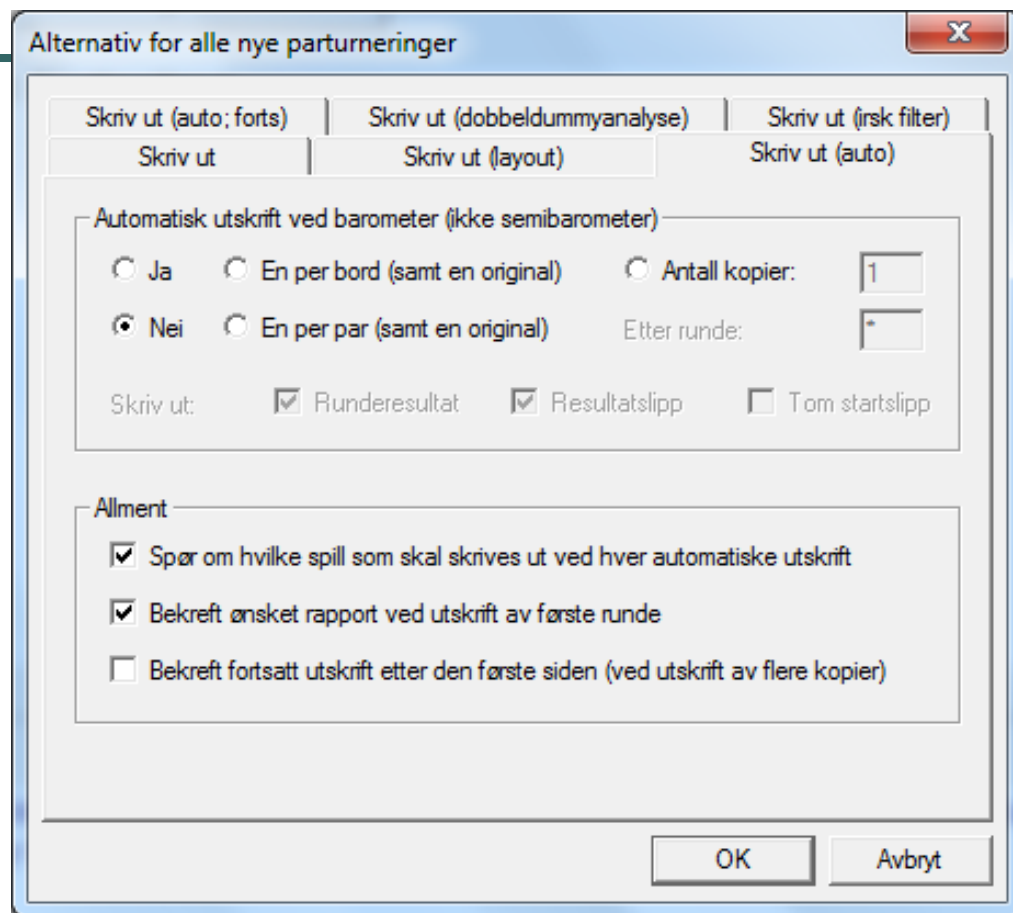 Alternativ for alle nye parturneringer
Skriv ut (auto; forts) Skriv ut (dobbeldummyanalyse) Skriv ut (irsk filter)
Skriv ut Skriv ut (layout) Skriv ut (auto)
Automatisk utskrift ved barometer (ikke semibarometer)
Ja En per bord (samt en original) Antall kopier: 1
Nei En per par (samt en original) Etter runde: *
Skriv ut: Runderesultat Resultatslipp Tom startslipp
Allment
Spør om hvilke spill som skal skrives ut ved hver automatiske utskrift
Bekreft ønsket rapport ved utskrift av første runde
Bekreft fortsatt utskrift etter den første siden (ved utskrift av flere kopier)
OK Avbryt